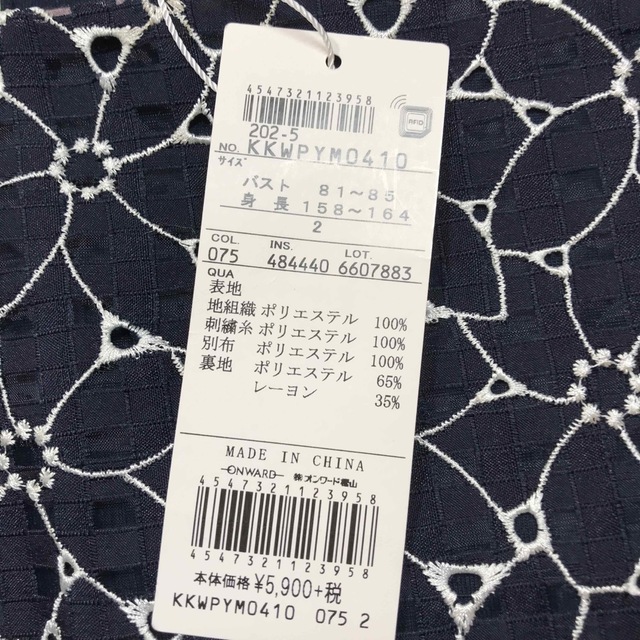 4547321123958
RFID
202-5
NO. KKWPYM0410
サイズ
バスト 81～85
身長 158～164
2
COL. INS. LOT.
075 484440 6607883
QUA
表地
地組織 ポリエステル 100%
刺繍糸 ポリエステル 100%
別布 ポリエステル 100%
裏地 ポリエステル 65%
レーヨン 35%
MADE IN CHINA
ONWARD ㈱オンワード樫山
4547321123958
4547321123958
本体価格 ¥5,900+税
KKWPYM0410 075 2